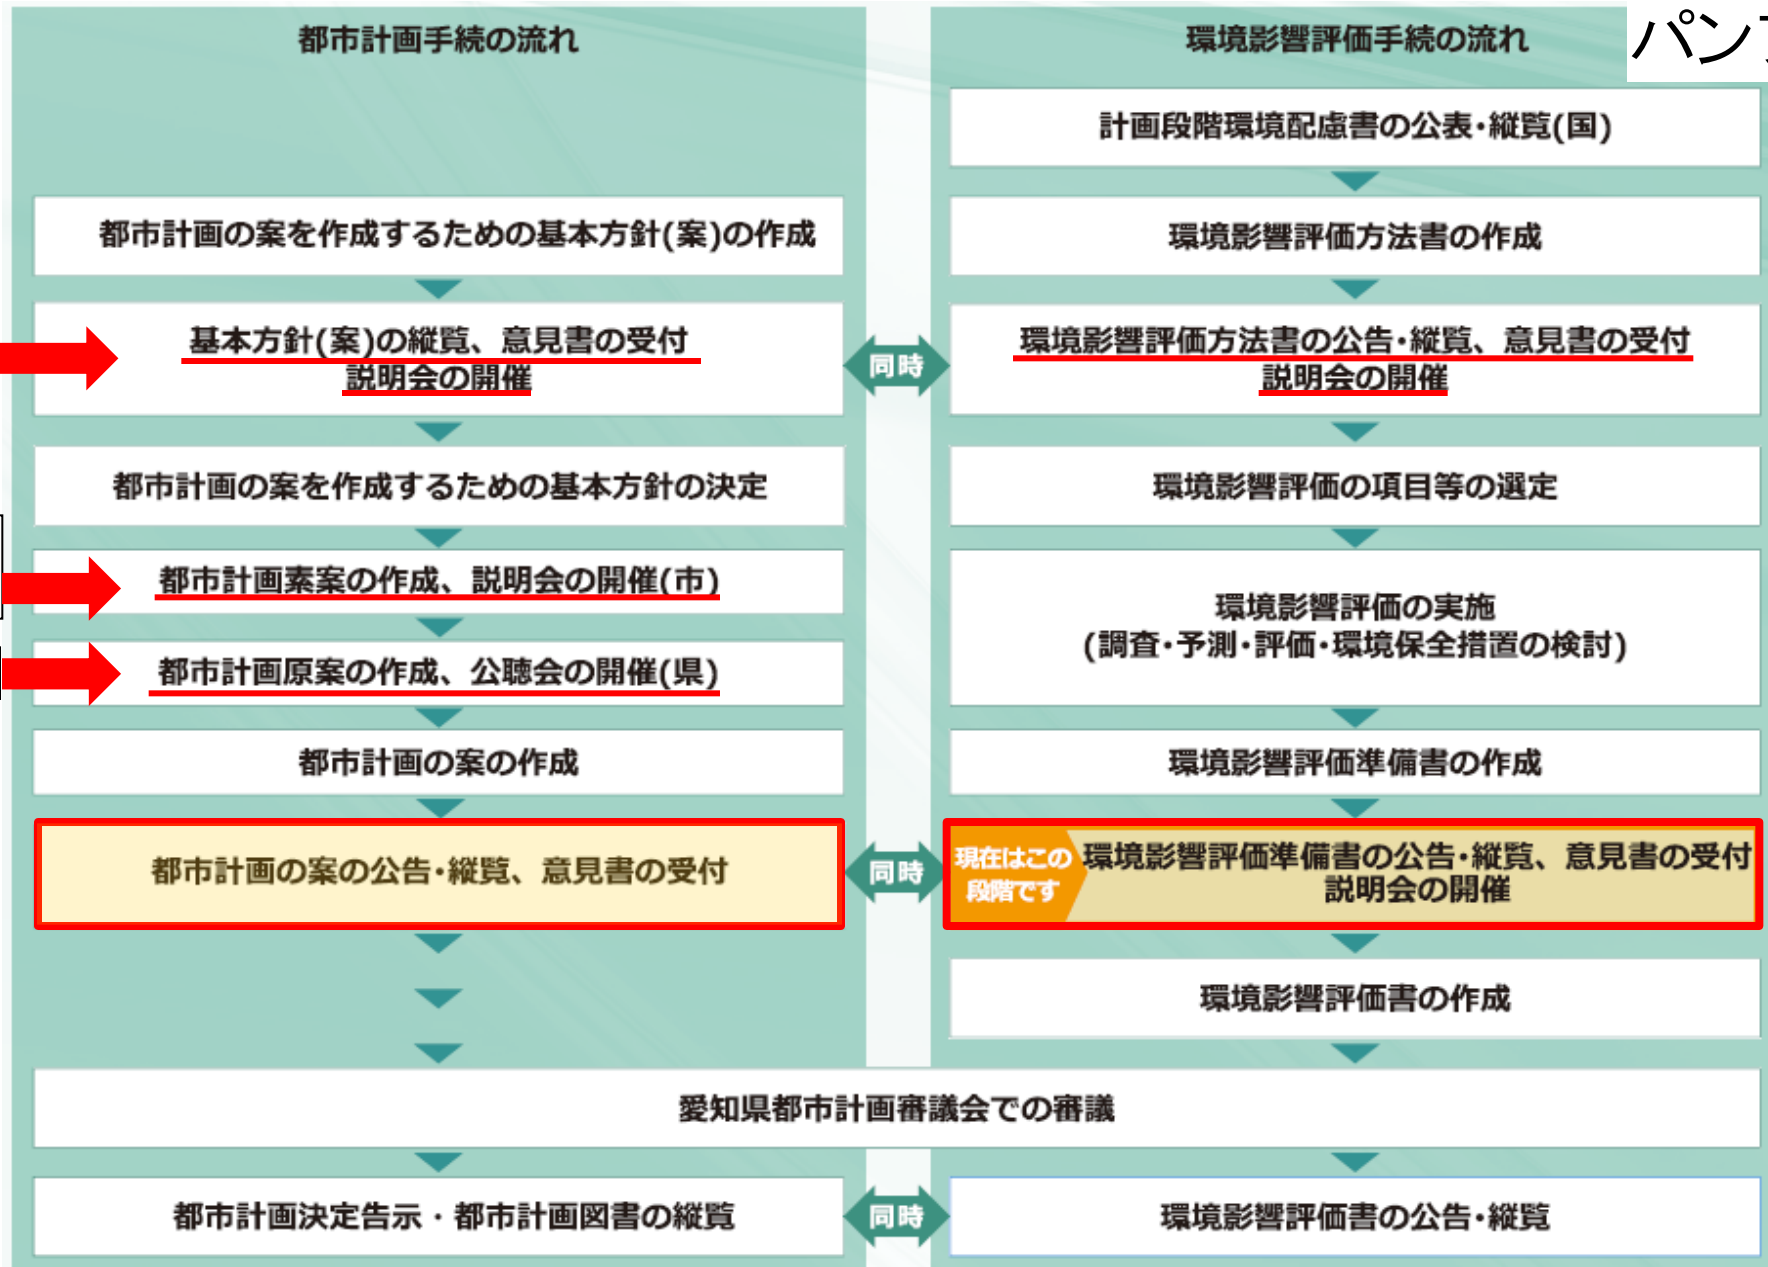 都市計画手続の流れ
都市計画の案を作成するための基本方針(案)の作成
基本方針(案)の縦覧、意見書の受付
説明会の開催
都市計画の案を作成するための基本方針の決定
都市計画素案の作成、説明会の開催(市)
都市計画原案の作成、公聴会の開催(県)
都市計画の案の作成
都市計画の案の公告・縦覧、意見書の受付
同時
同時
環境影響評価手続の流れ
計画段階環境配慮書の公表・縦覧(国)
環境影響評価方法書の作成
環境影響評価方法書の公告・縦覧、意見書の受付
説明会の開催
環境影響評価の項目等の選定
環境影響評価の実施
(調査・予測・評価・環境保全措置の検討)
環境影響評価準備書の作成
現在はこの
段階です
環境影響評価準備書の公告・縦覧、意見書の受付
説明会の開催
環境影響評価書の作成
愛知県都市計画審議会での審議
都市計画決定告示・都市計画図書の縦覧
同時
環境影響評価書の公告・縦覧
パン